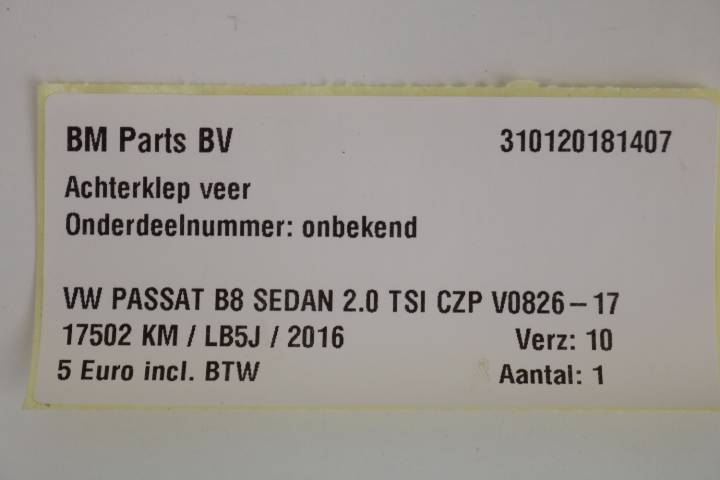 BM Parts BV 310120181407
Achterklep veer
Onderdeelnummer: onbekend
VW PASSAT B8 SEDAN 2.0 TSI CZP V0826-17
17502 KM / LB5J / 2016 Verz: 10
5 Euro incl. BTW Aantal: 1